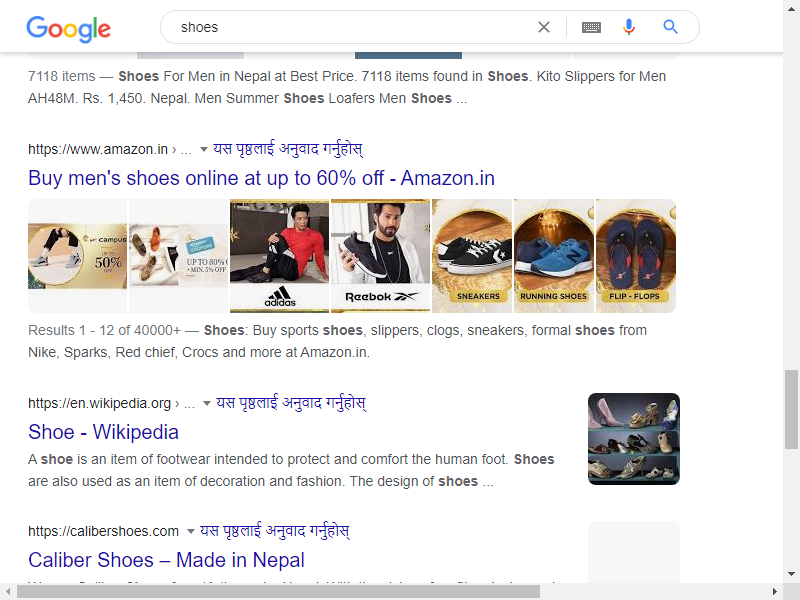 Google
shoes
7118 items — Shoes For Men in Nepal at Best Price. 7118 items found in Shoes. Kito Slippers for Men
AH48M. Rs. 1,450. Nepal. Men Summer Shoes Loafers Men Shoes ...
https://www.amazon.in › ... यस पृष्ठलाई अनुवाद गर्नुहोस्
Buy men's shoes online at up to 60% off - Amazon.in
campus
UP TO
50%
OFF
amazon
COUPONS
UP TO 80%
+ MIN. 5% OFF
adidas
Reebok
SNEAKERS
RUNNING SHOES
FLIP - FLOPS
Results 1 - 12 of 40000+ — Shoes: Buy sports shoes, slippers, clogs, sneakers, formal shoes from
Nike, Sparks, Red chief, Crocs and more at Amazon.in.
https://en.wikipedia.org › ... यस पृष्ठलाई अनुवाद गर्नुहोस्
Shoe - Wikipedia
A shoe is an item of footwear intended to protect and comfort the human foot. Shoes
are also used as an item of decoration and fashion. The design of shoes ...
https://calibershoes.com यस पृष्ठलाई अनुवाद गर्नुहोस्
Caliber Shoes – Made in Nepal